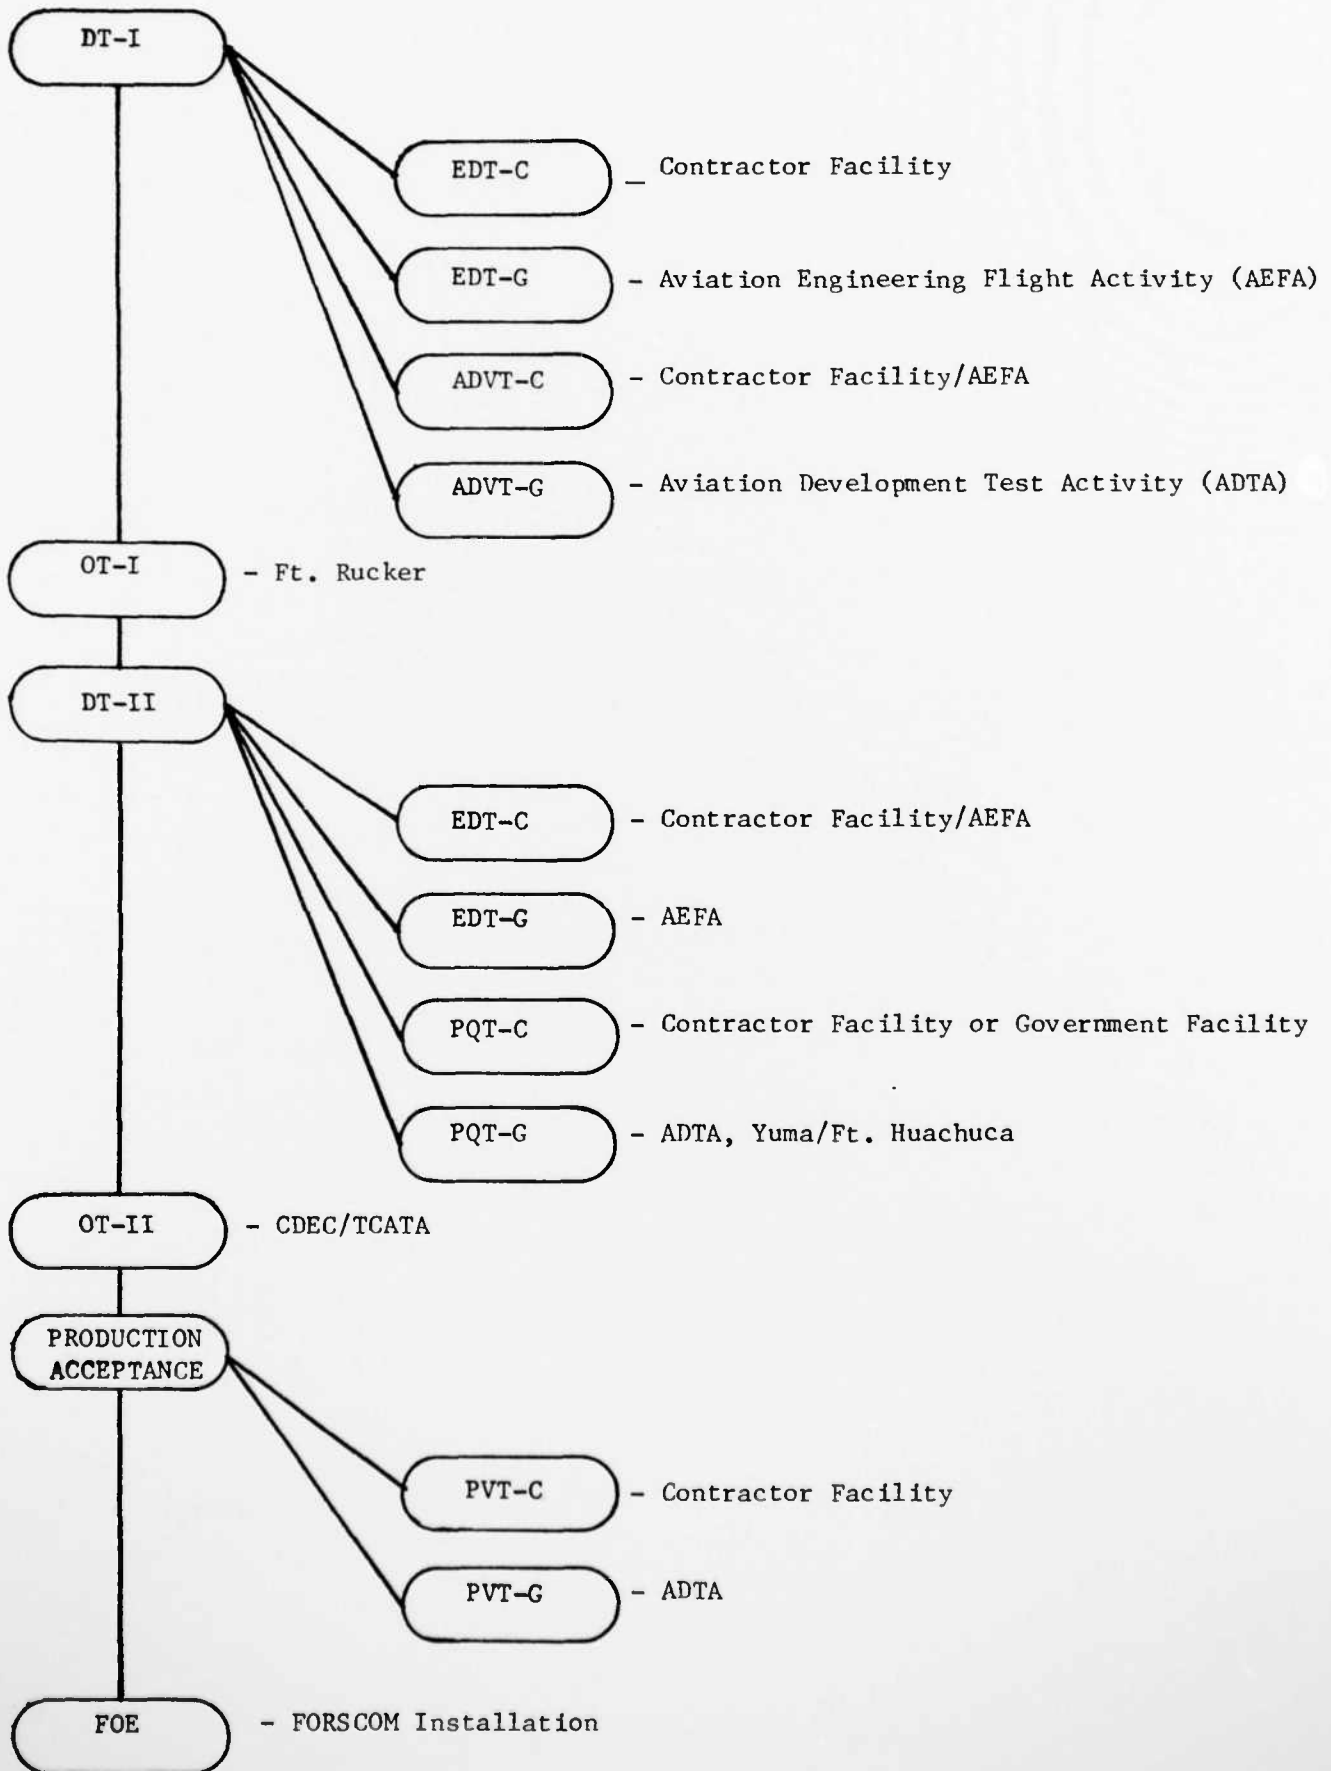 DT-I
EDT-C - Contractor Facility
EDT-G - Aviation Engineering Flight Activity (AEFA)
ADVT-C - Contractor Facility/AEFA
ADVT-G - Aviation Development Test Activity (ADTA)
OT-I - Ft. Rucker
DT-II
EDT-C - Contractor Facility/AEFA
EDT-G - AEFA
PQT-C - Contractor Facility or Government Facility
PQT-G - ADTA, Yuma/Ft. Huachuca
OT-II - CDEC/TCATA
PRODUCTION
ACCEPTANCE
PVT-C - Contractor Facility
PVT-G - ADTA
FOE - FORSCOM Installation